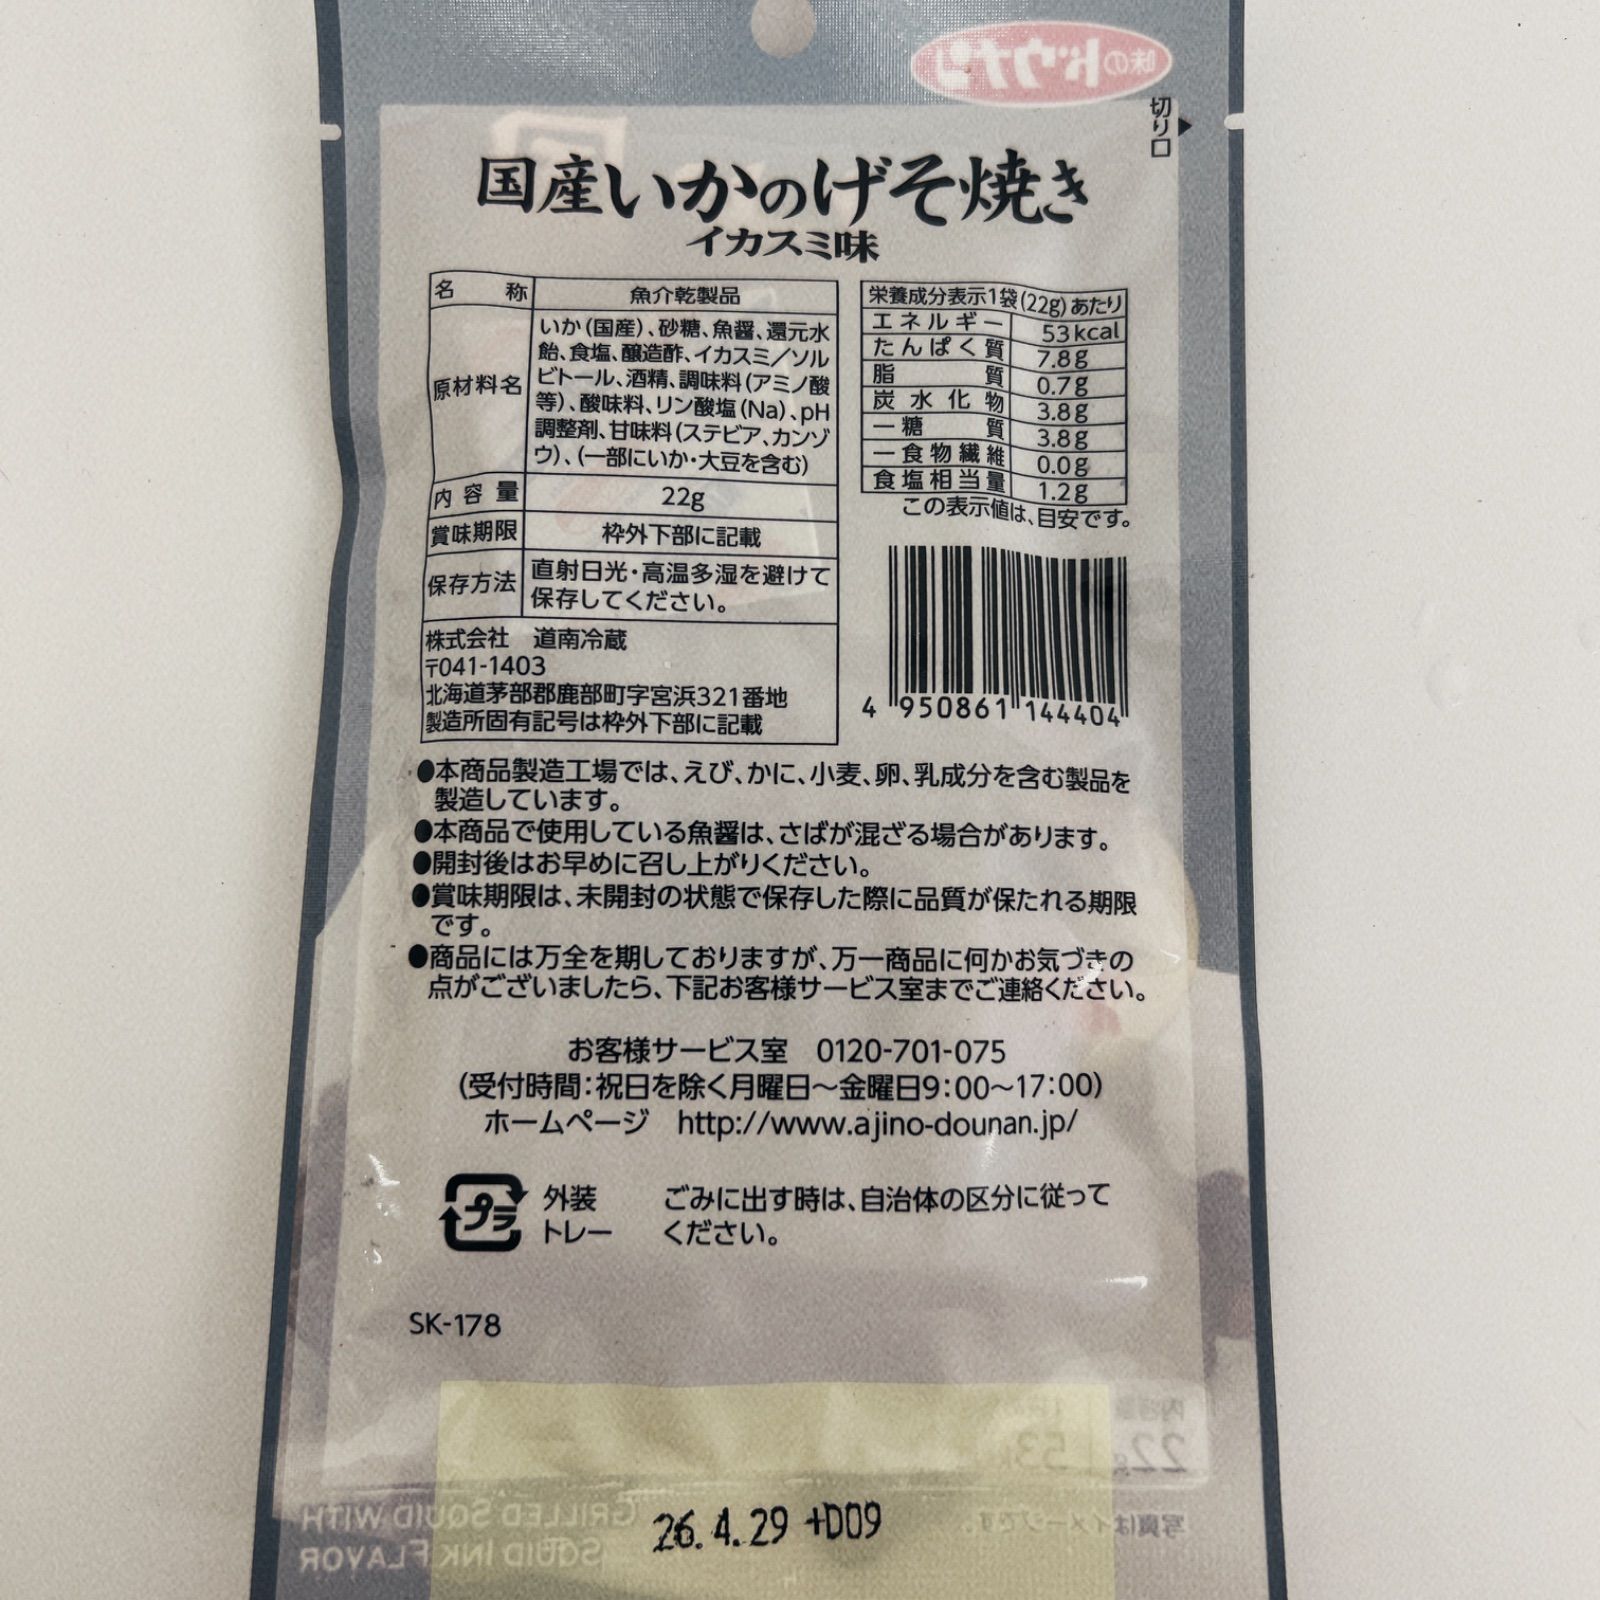 味のドウナン
切り口
国産いかのげそ焼き
イカスミ味
名称 魚介乾製品
原材料名
いか(国産)、砂糖、魚醤、還元水
飴、食塩、醸造酢、イカスミ/ソル
ビトール、酒精、調味料(アミノ酸
等)、酸味料、リン酸塩(Na)、pH
調整剤、甘味料(ステビア、カンゾ
ウ)、(一部にいか・大豆を含む)
内容量 22g
賞味期限 枠外下部に記載
保存方法
直射日光・高温多湿を避けて
保存してください。
株式会社 道南冷蔵
〒041-1403
北海道茅部郡鹿部町字宮浜321番地
製造所固有記号は枠外下部に記載
栄養成分表示1袋(22g)あたり
エネルギー 53kcal
たんぱく質 7.8g
脂質 0.7g
炭水化物 3.8g
ー糖質 3.8g
ー食物繊維 0.0g
食塩相当量 1.2g
この表示値は、目安です。
4 950861 144404
●本商品製造工場では、えび、かに、小麦、卵、乳成分を含む製品を
製造しています。
●本商品で使用している魚醤は、さばが混ざる場合があります。
●開封後はお早めに召し上がりください。
●賞味期限は、未開封の状態で保存した際に品質が保たれる期限
です。
●商品には万全を期しておりますが、万一商品に何かお気づきの
点がございましたら、下記お客様サービス室までご連絡ください。
お客様サービス室 0120-701-075
(受付時間:祝日を除く月曜日〜金曜日9:00〜17:00)
ホームページ http://www.ajino-dounan.jp/
プラ
外装
トレー
ごみに出す時は、自治体の区分に従って
ください。
SK-178
22g
53
写真はイメージです。
GRILLED SQUID WITH
SQUID INK FLAVOR
26.4.29 +D09